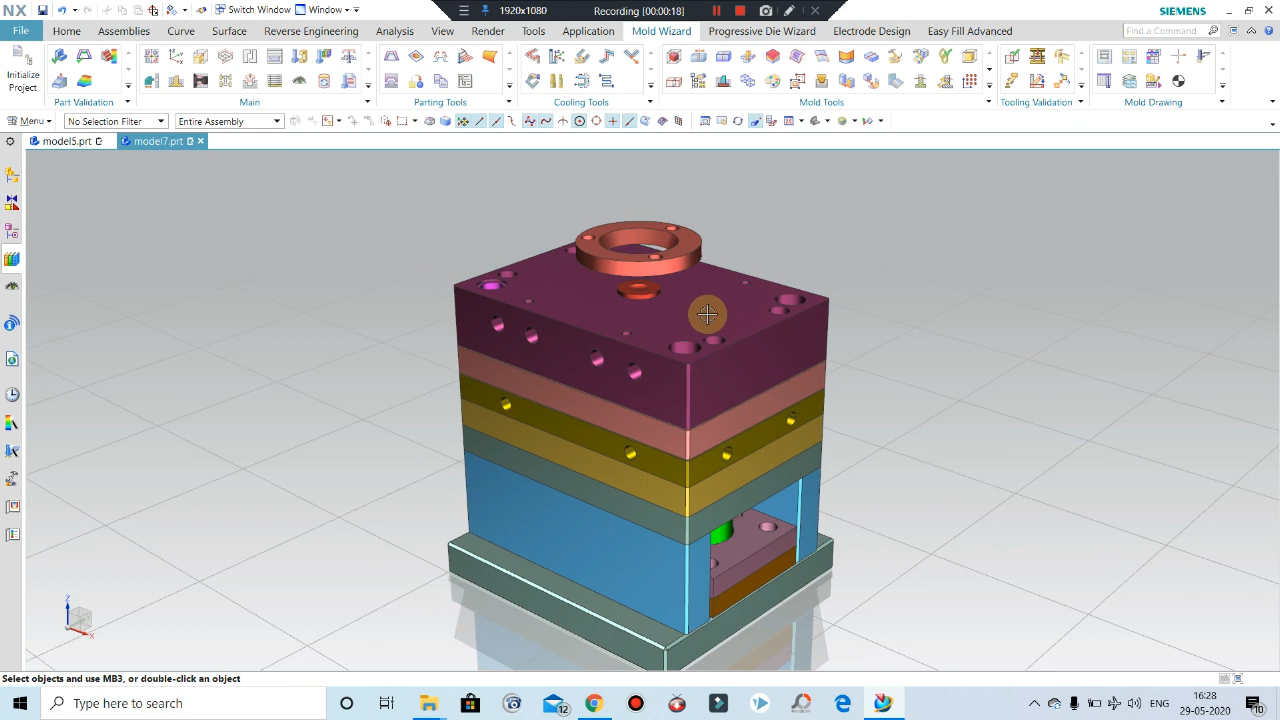 NX Switch Window Window 1920x1080 Recording [00:00:18] SIEMENS
File Assemblies Curve Surface Reverse Engineering Analysis Tools Application Mold Wizard Progressive Die Wizard Electrode Design Easy Fill Advanced Find a Command
Initialize
Project
Part Validation Main Parting Tools Cooling Tools Mold Tools Tooling Validation Mold Drawing
Menu No Selection Filter Entire Assembly
model5.prt model7.prt
Z
X
Select objects and use MB3, or double-click an object
Type here to search 12 ENG 16:28
29-05-2020 10